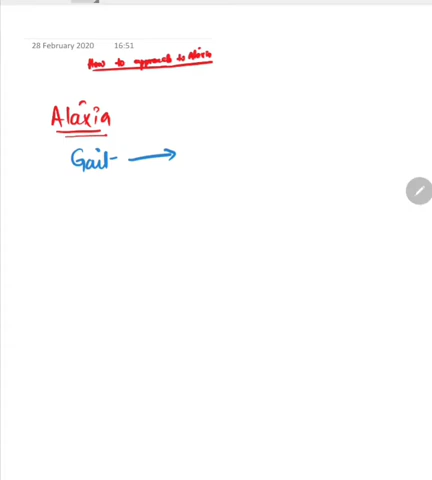 28 February 2020 16:51
How to approach to Ataxia
Ataxia
Gait →